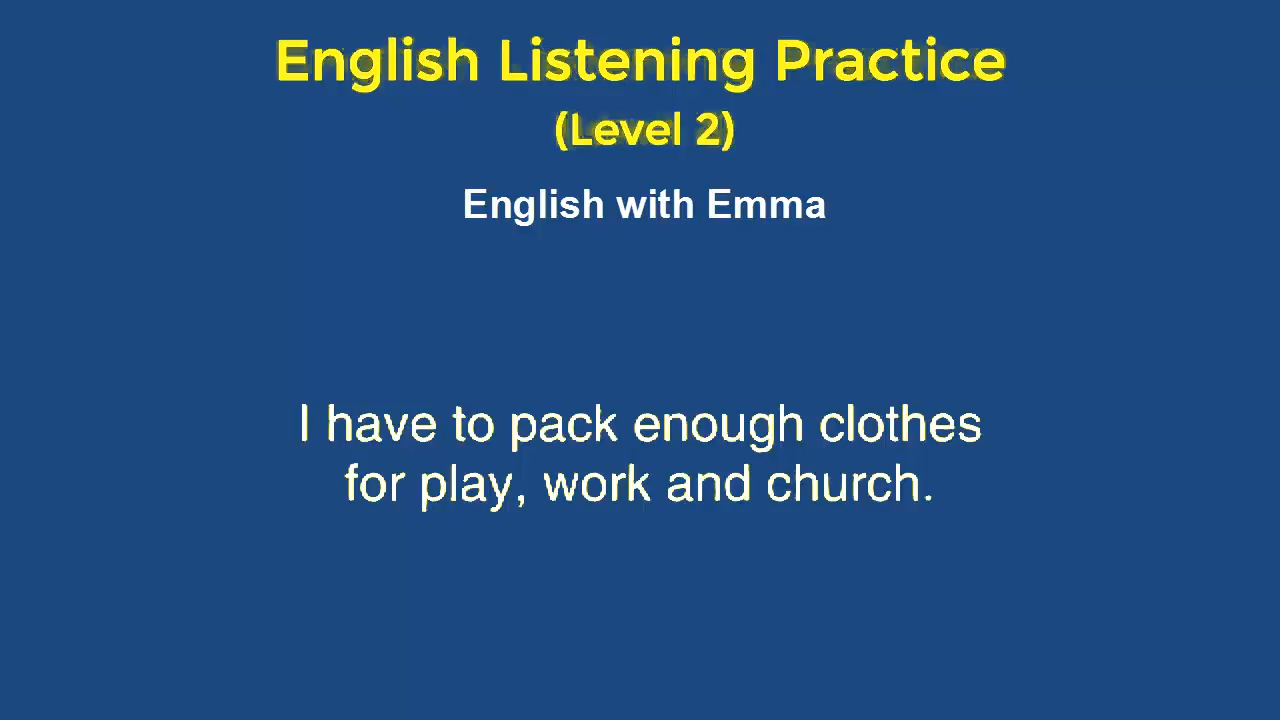 English Listening Practice
(Level 2)
English with Emma
I have to pack enough clothes
for play, work and church.